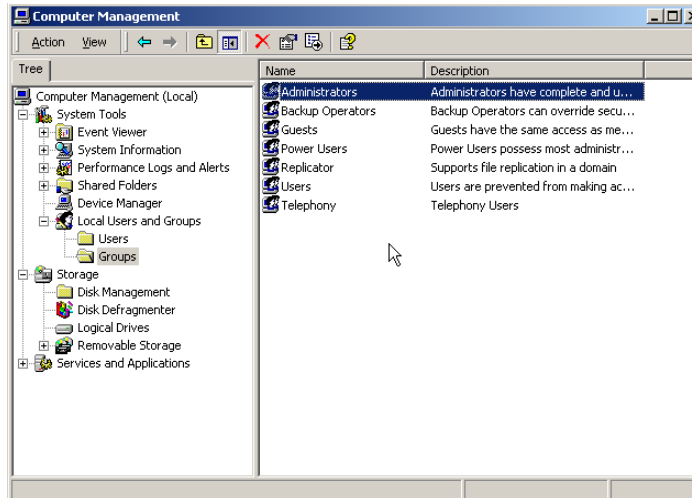 Computer Management
Action View
Tree
Name Description
Computer Management (Local)
System Tools
Event Viewer
System Information
Performance Logs and Alerts
Shared Folders
Device Manager
Local Users and Groups
Users
Groups
Storage
Disk Management
Disk Defragmenter
Logical Drives
Removable Storage
Services and Applications
Administrators Administrators have complete and u...
Backup Operators Backup Operators can override secu...
Guests Guests have the same access as me...
Power Users Power Users possess most administr...
Replicator Supports file replication in a domain
Users Users are prevented from making ac...
Telephony Telephony Users